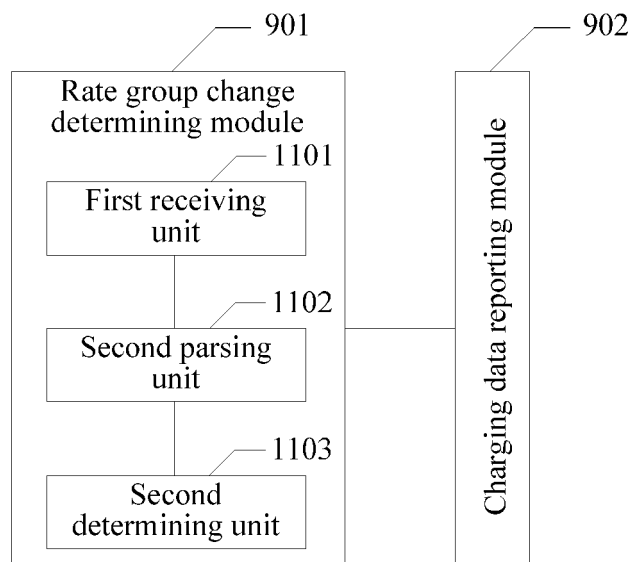 901
902
Rate group change
determining module
1101
First receiving
unit
1102
Second parsing
unit
1103
Second
determining unit
Charging data reporting module